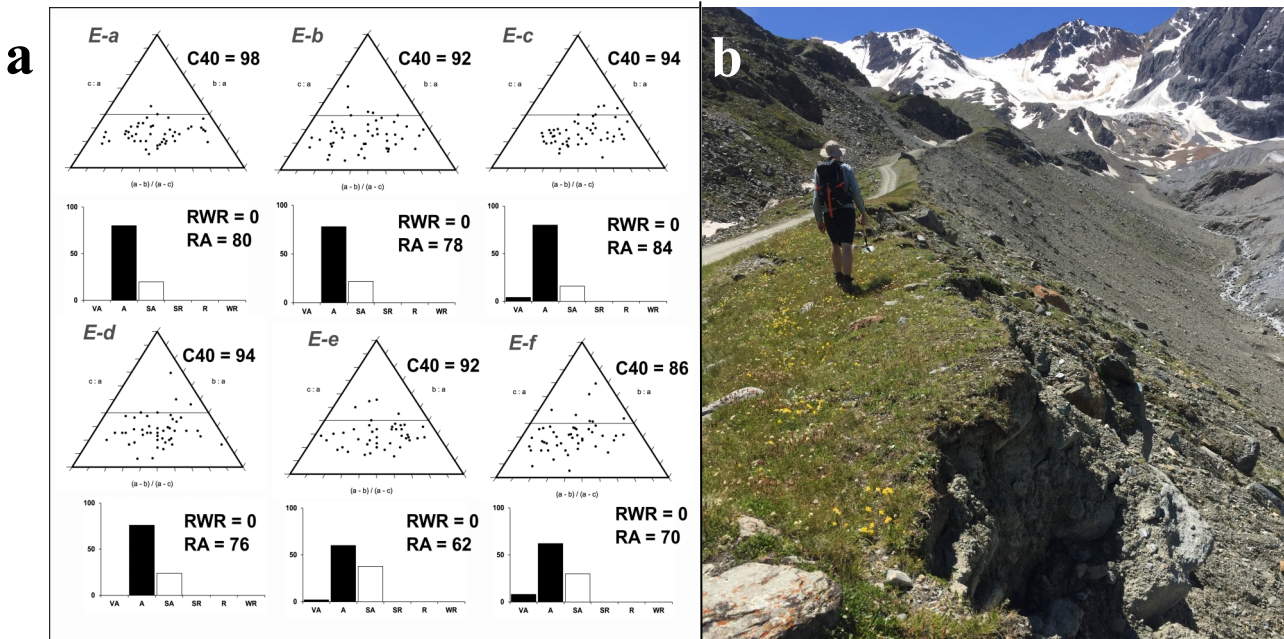 a
E-a
C40 = 98
c : a
b : a
(a - b) / (a - c)
E-b
C40 = 92
c : a
b : a
(a - b) / (a - c)
E-c
C40 = 94
c : a
b : a
(a - b) / (a - c)
100
50
0
RWR = 0
RA = 80
VA A SA SR R WR
100
50
0
RWR = 0
RA = 78
VA A SA SR R WR
100
50
0
RWR = 0
RA = 84
VA A SA SR R WR
E-d
C40 = 94
c : a
b : a
(a - b) / (a - c)
E-e
C40 = 92
c : a
b : a
(a - b) / (a - c)
E-f
C40 = 86
c : a
b : a
(a - b) / (a - c)
100
50
0
RWR = 0
RA = 76
VA A SA SR R WR
100
50
0
RWR = 0
RA = 62
VA A SA SR R WR
100
50
0
RWR = 0
RA = 70
VA A SA SR R WR
b